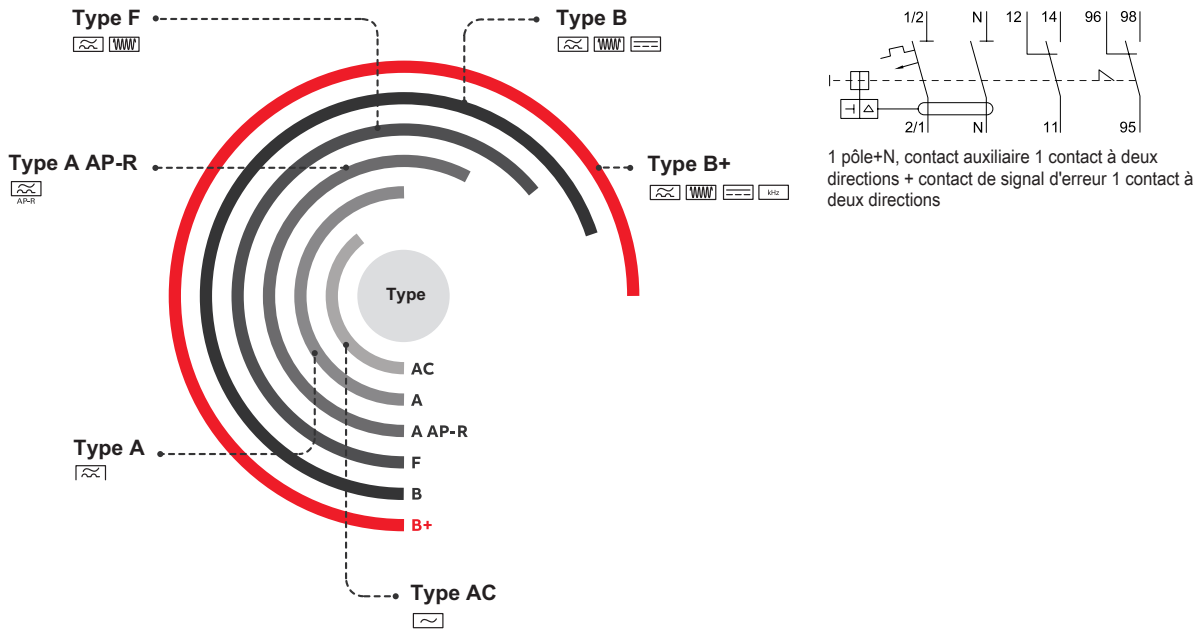 Type F
Type B
Type A AP-R
AP-R
Type B+
kHz
Type
AC
A
A AP-R
F
B
B+
Type A
Type AC
1/2 N 12 14 96 98
2/1 N 11 95
1 pôle+N, contact auxiliaire 1 contact à deux
directions + contact de signal d'erreur 1 contact à
deux directions